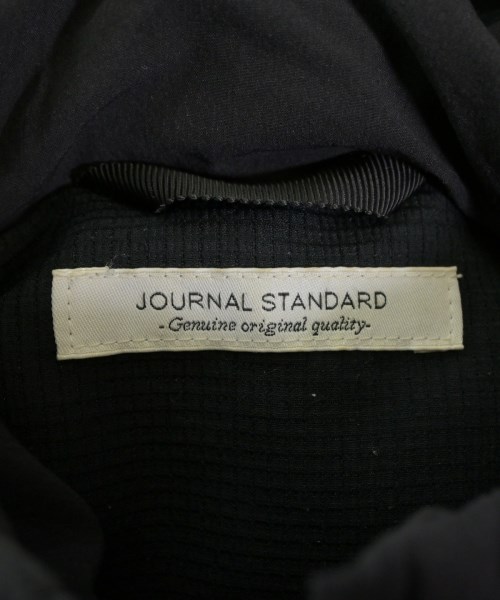 JOURNAL STANDARD
-Genuine original quality-